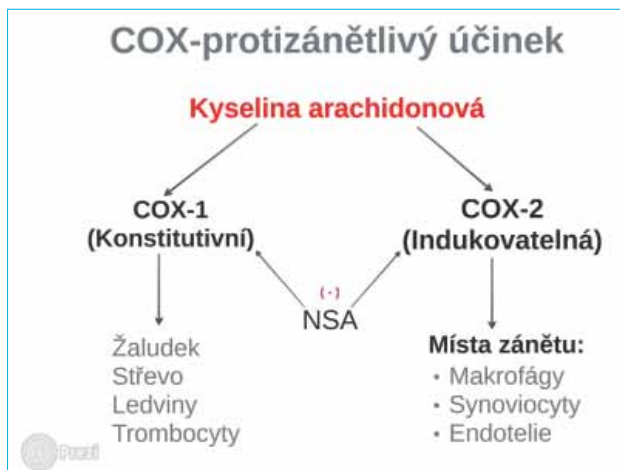 COX-protizánětlivý účinek
Kyselina arachidonová
COX-1
(Konstitutivní)
COX-2
(Indukovatelná)
(-)
NSA
Žaludek
Střevo
Ledviny
Trombocyty
Místa zánětu:
• Makrofágy
• Synoviocyty
• Endotelie
Prezi